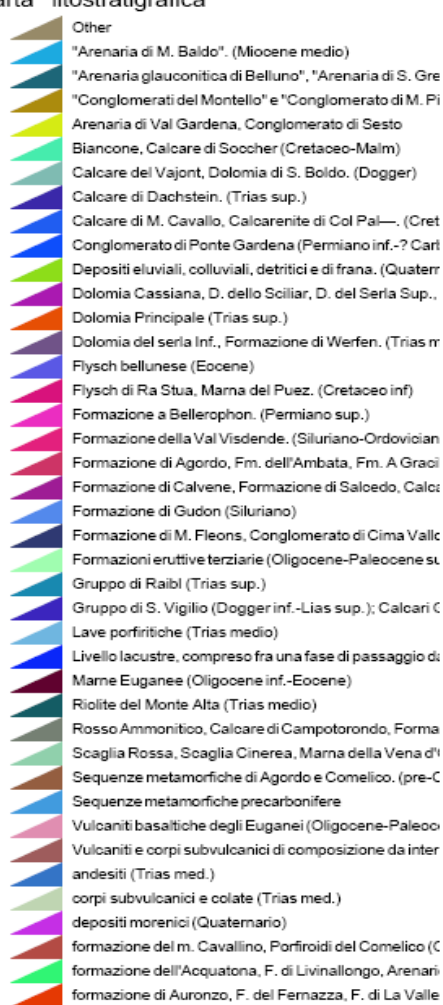 litostratigrafica
Other
"Arenaria di M. Baldo". (Miocene medio)
"Arenaria glauconitica di Belluno", "Arenaria di S. Gre
"Conglomerati del Montello" e "Conglomerato di M. Pi
Arenaria di Val Gardena, Conglomerato di Sesto
Biancone, Calcare di Soccher (Cretaceo-Malm)
Calcare del Vajont, Dolomia di S. Boldo. (Dogger)
Calcare di Dachstein. (Trias sup.)
Calcare di M. Cavallo, Calcarenite di Col Pal—. (Cret
Conglomerato di Ponte Gardena (Permiano inf.-? Cart
Depositi eluviali, colluviali, detritici e di frana. (Quatern
Dolomia Cassiana, D. dello Sciliar, D. del Serla Sup.,
Dolomia Principale (Trias sup.)
Dolomia del serla Inf., Formazione di Werfen. (Trias m
Flysch bellunese (Eocene)
Flysch di Ra Stua, Marna del Puez. (Cretaceo inf)
Formazione a Bellerophon. (Permiano sup.)
Formazione della Val Visdende. (Siluriano-Ordovician
Formazione di Agordo, Fm. dell'Ambata, Fm. A Gracil
Formazione di Calvene, Formazione di Salcedo, Calca
Formazione di Gudon (Siluriano)
Formazione di M. Fleons, Conglomerato di Cima Vallo
Formazioni eruttive terziarie (Oligocene-Paleocene su
Gruppo di Raibl (Trias sup.)
Gruppo di S. Vigilio (Dogger inf.-Lias sup.); Calcari G
Lave porfiritiche (Trias medio)
Livello lacustre, compreso fra una fase di passaggio da
Marne Euganee (Oligocene inf.-Eocene)
Riolite del Monte Alta (Trias medio)
Rosso Ammonitico, Calcare di Campotorondo, Forma
Scaglia Rossa, Scaglia Cinerea, Marna della Vena d'
Sequenze metamorfiche di Agordo e Comelico. (pre-C
Sequenze metamorfiche precarbonifere
Vulcaniti basaltiche degli Euganei (Oligocene-Paleoce
Vulcaniti e corpi subvulcanici di composizione da inter
andesiti (Trias med.)
corpi subvulcanici e colate (Trias med.)
depositi morenici (Quaternario)
formazione del m. Cavallino, Porfiroidi del Comelico (
formazione dell'Acquatona, F. di Livinallongo, Arenari
formazione di Auronzo, F. del Fernazza, F. di La Valle